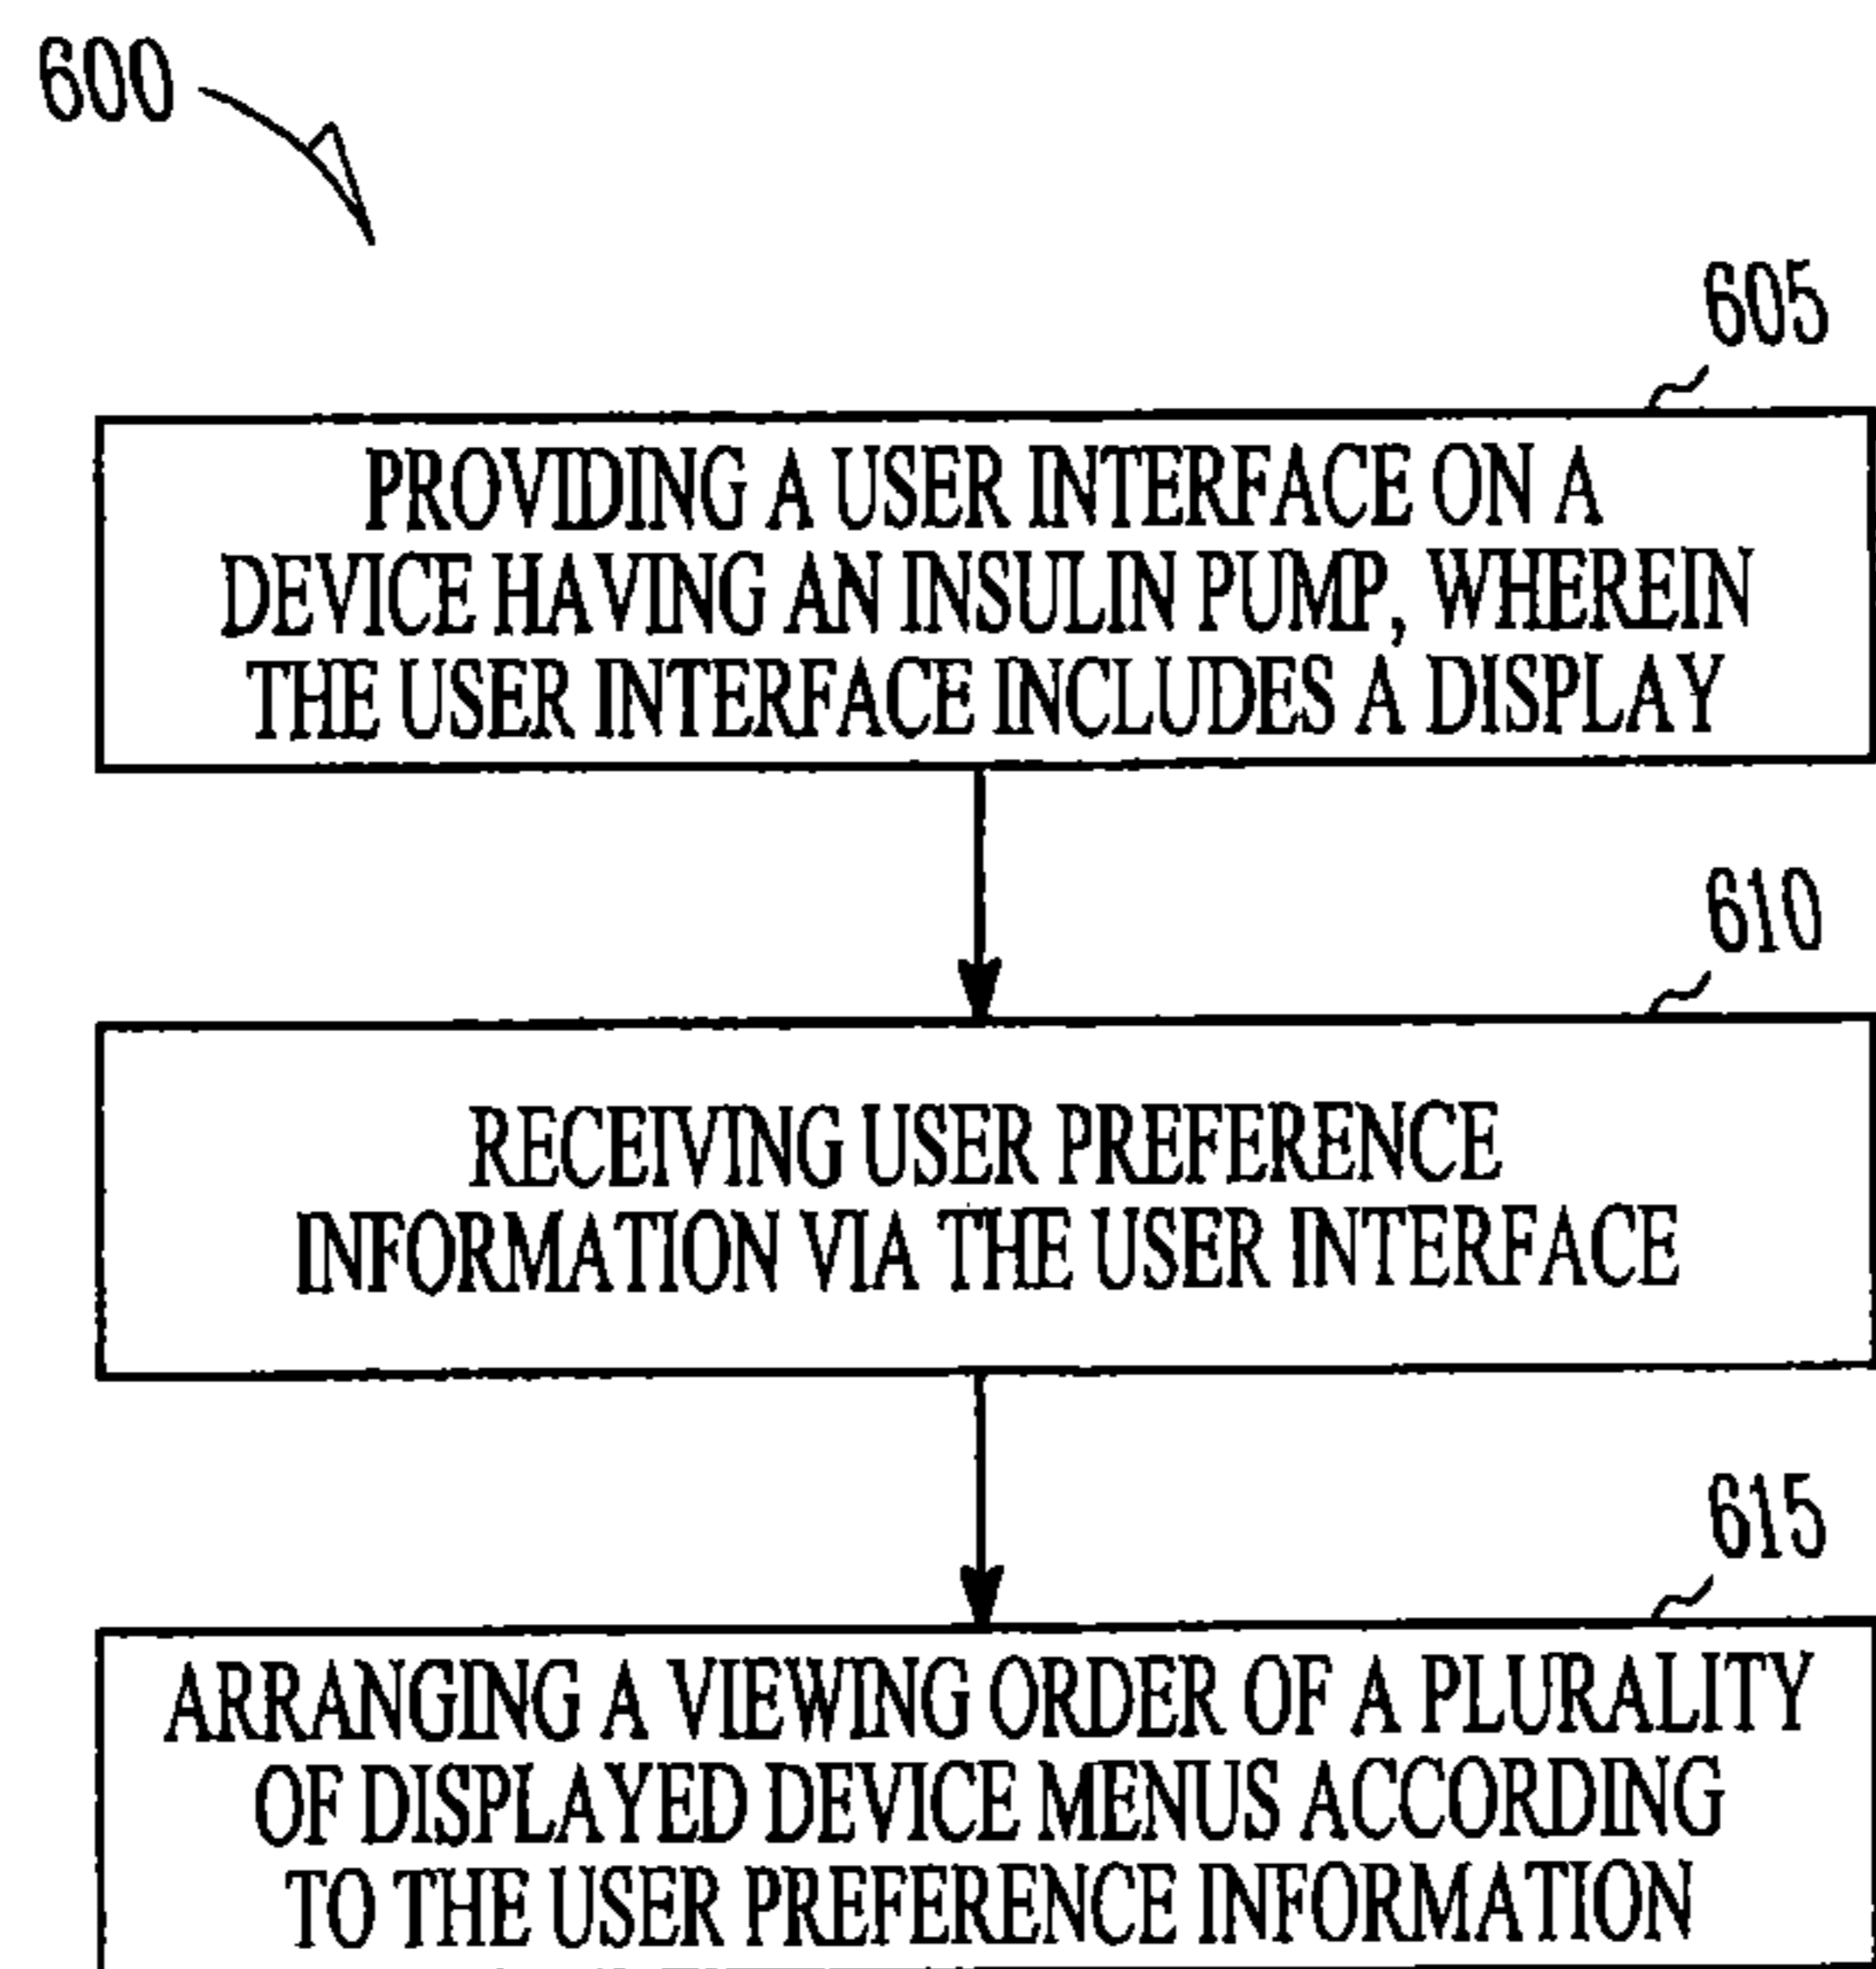 600
605
PROVIDING A USER INTERFACE ON A
DEVICE HAVING AN INSULIN PUMP, WHEREIN
THE USER INTERFACE INCLUDES A DISPLAY
610
RECEIVING USER PREFERENCE
INFORMATION VIA THE USER INTERFACE
615
ARRANGING A VIEWING ORDER OF A PLURALITY
OF DISPLAYED DEVICE MENUS ACCORDING
TO THE USER PREFERENCE INFORMATION